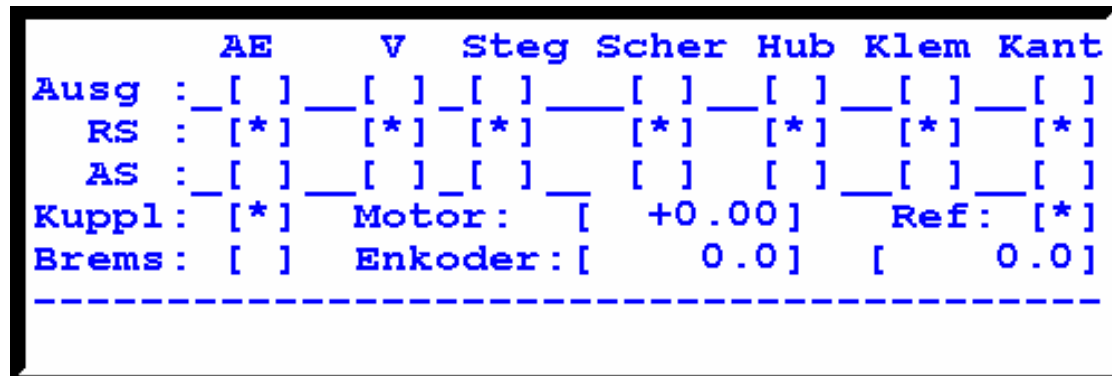 AE V Steg Scher Hub Klem Kant
Ausg :_[ ]__[ ]_[ ]___[ ]__[ ]__[ ]__[ ]
RS : [*] [*] [*] [*] [*] [*] [*]
AS :_[ ]__[ ]_[ ]__ [ ] [ ]__[ ]__[ ]
Kuppl: [*] Motor: [ +0.00] Ref: [*]
Brems: [ ] Enkoder:[ 0.0] [ 0.0]
----------------------------------------